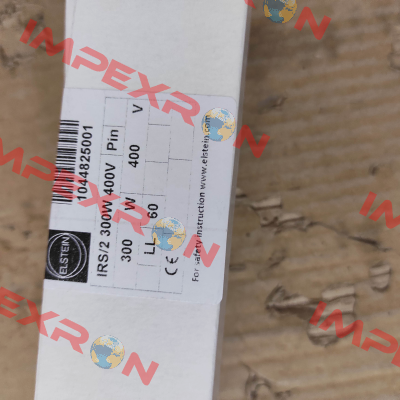 ELSTEIN
1044825001
IRS/2 300W 400V Pin
300 W 400 V
LL 60
CE
For safety instruction www.elstein.com
IMPEXRON
IMPEXRON
IMPEXRON
IMPEXRON